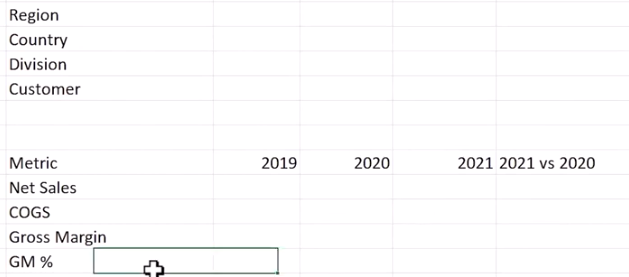 Region
Country
Division
Customer
Metric 2019 2020 2021 2021 vs 2020
Net Sales
COGS
Gross Margin
GM %